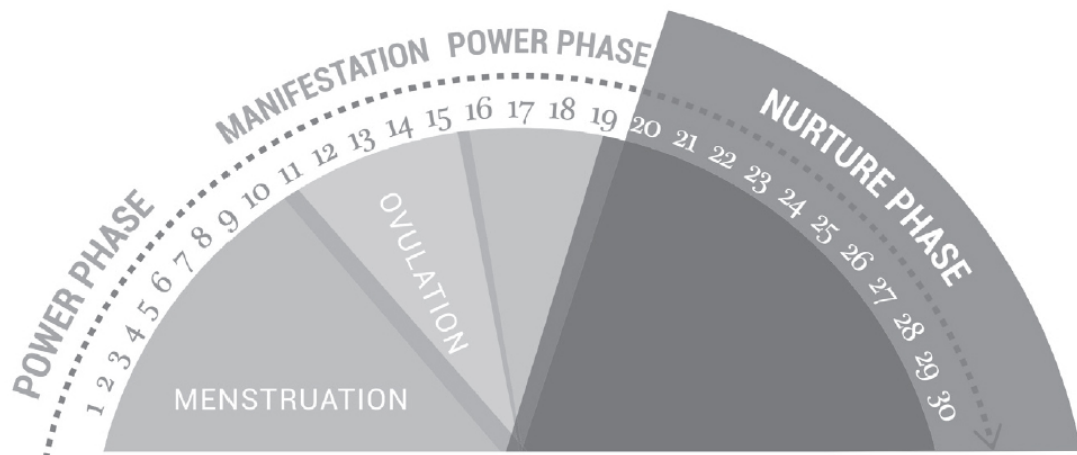 POWER PHASE
MANIFESTATION
POWER PHASE
NURTURE PHASE
1 2 3 4 5 6 7 8 9 10 11 12 13 14 15 16 17 18 19 20 21 22 23 24 25 26 27 28 29 30
MENSTRUATION
OVULATION